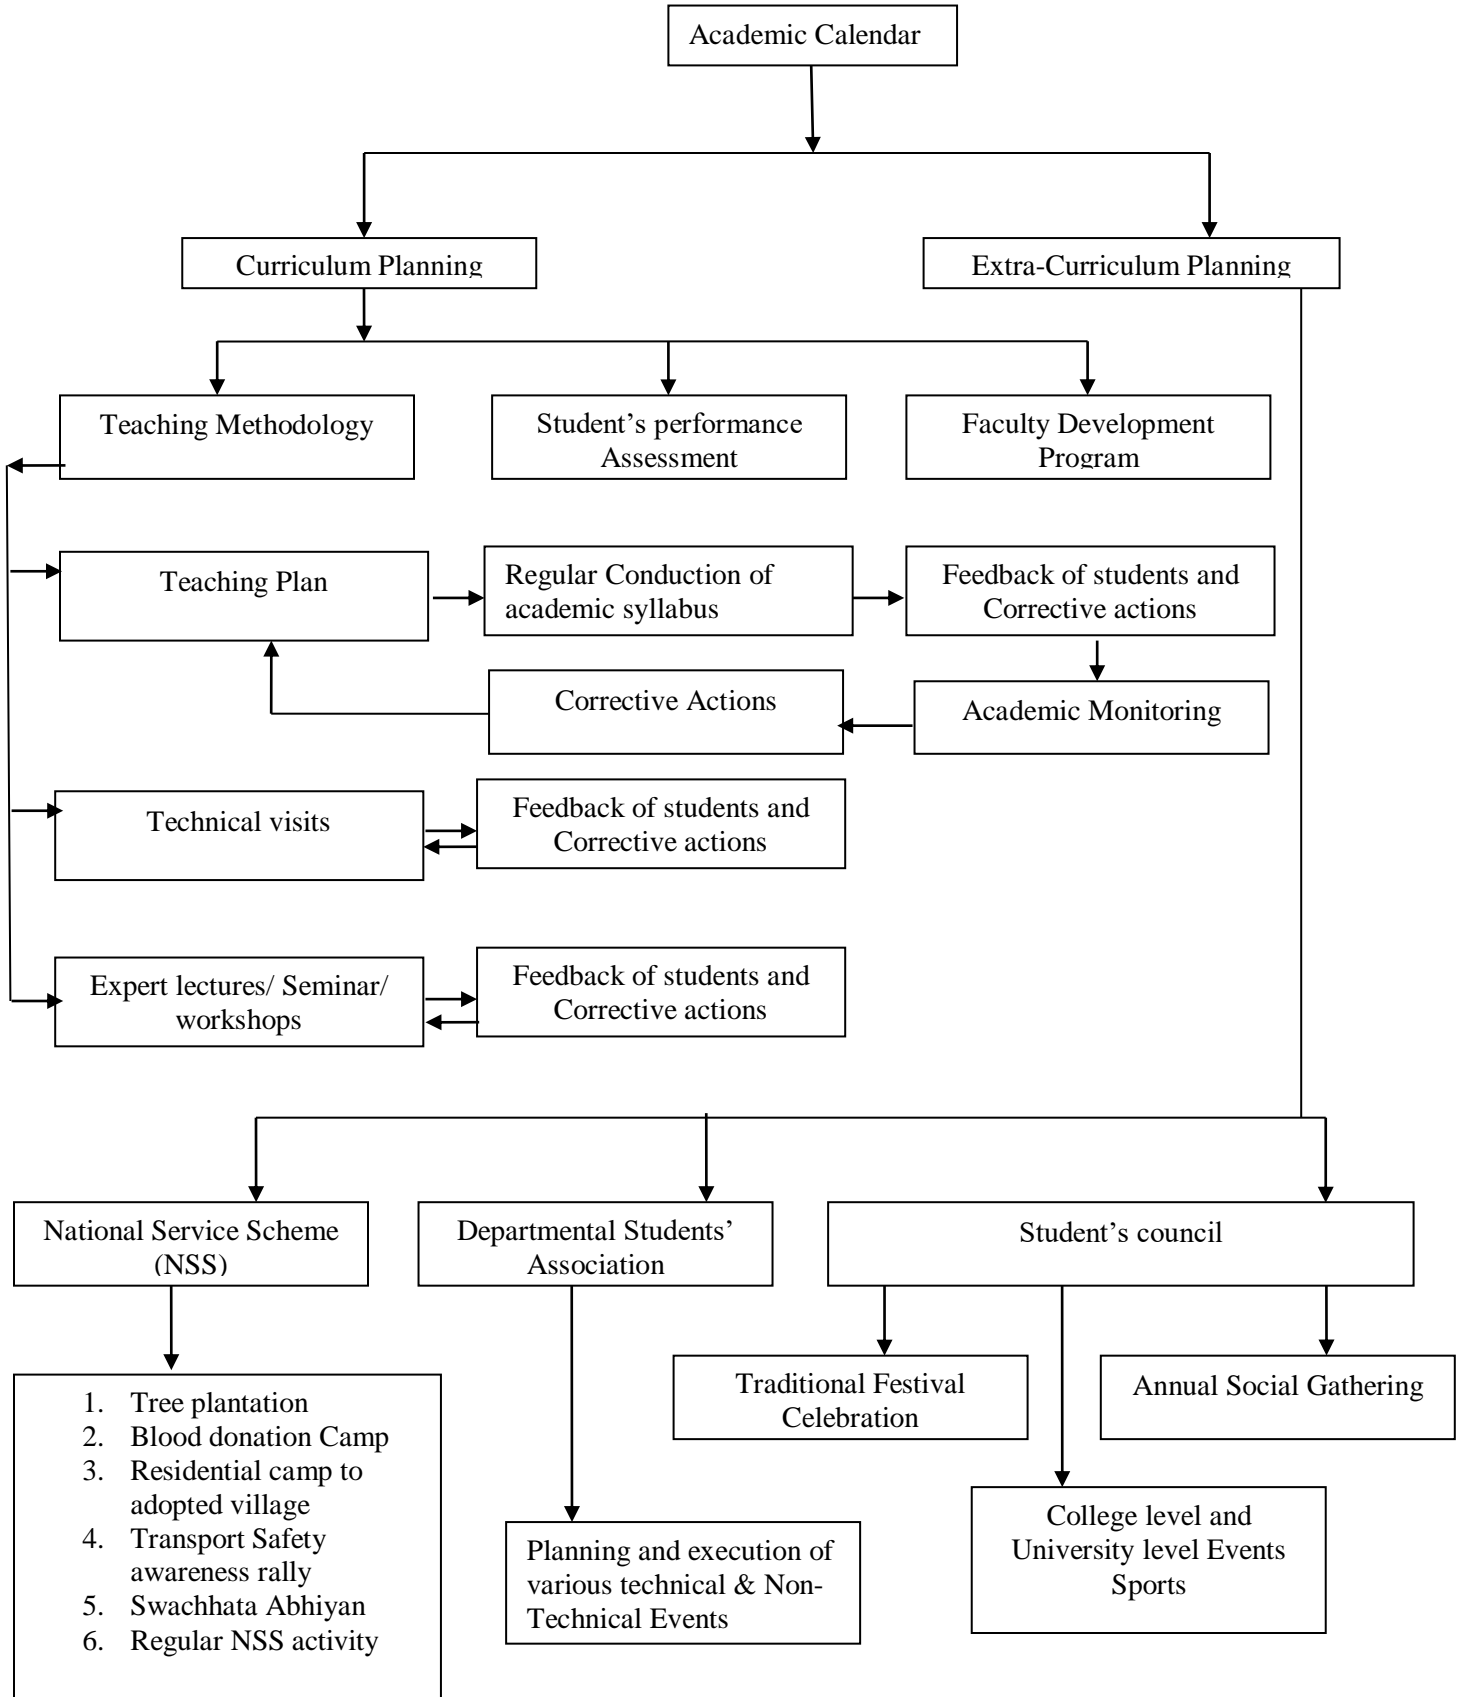 Academic Calendar
Curriculum Planning
Extra-Curriculum Planning
Teaching Methodology
Student’s performance
Assessment
Faculty Development
Program
Teaching Plan
Regular Conduction of
academic syllabus
Feedback of students and
Corrective actions
Corrective Actions
Academic Monitoring
Technical visits
Feedback of students and
Corrective actions
Expert lectures/ Seminar/
workshops
Feedback of students and
Corrective actions
National Service Scheme
(NSS)
Departmental Students’
Association
Student’s council
Traditional Festival
Celebration
Annual Social Gathering
1. Tree plantation
2. Blood donation Camp
3. Residential camp to
adopted village
4. Transport Safety
awareness rally
5. Swachhata Abhiyan
6. Regular NSS activity
Planning and execution of
various technical & Non-
Technical Events
College level and
University level Events
Sports